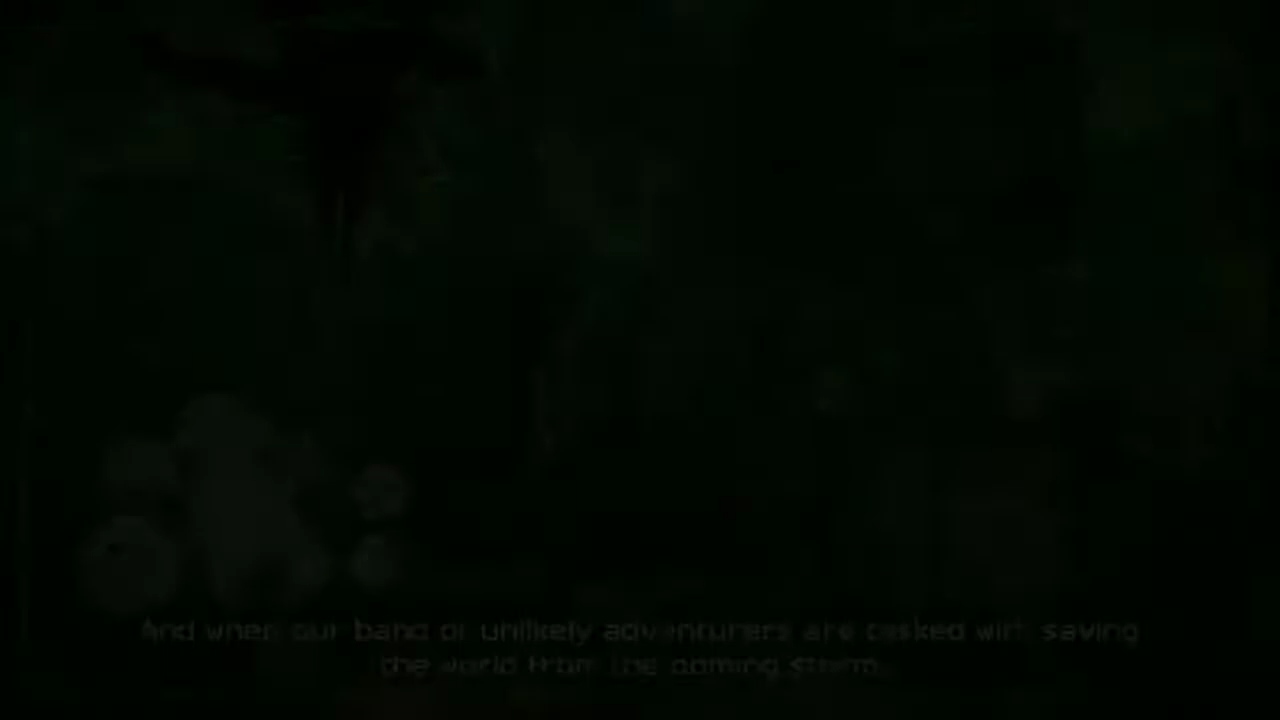 And when our band of unlikely adventurers are tasked with saving
the world from the coming storm.